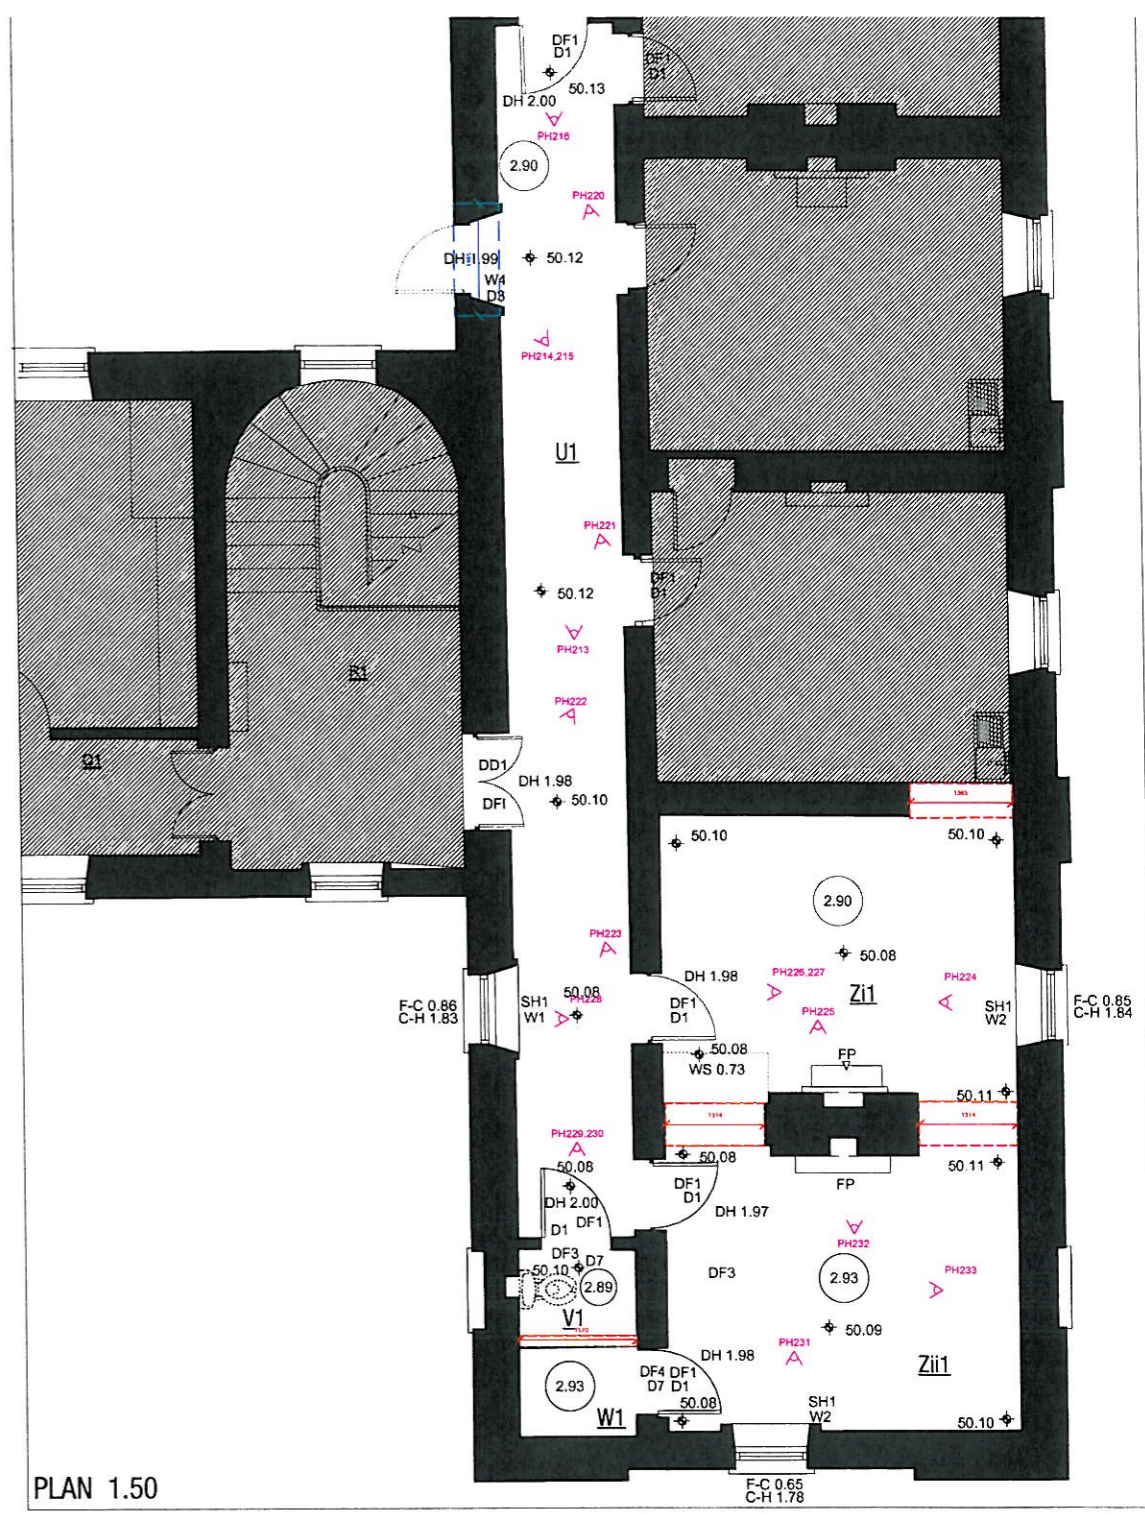 DF1
D1
DF1
D1
50.13
DH 2.00
PH216
2.90
PH220
DH 1.99
50.12
W4
D3
PH214,215
U1
PH221
DF1
D1
50.12
PH213
R1
PH222
Q1
DD1
DH 1.98
DFI
50.10
1365
50.10
50.10
2.90
PH223
50.08
DH 1.98
PH226,227
PH224
F-C 0.86
C-H 1.83
SH1
W1
50.08
PH228
DF1
D1
Zi1
PH225
SH1
W2
F-C 0.85
C-H 1.84
50.08
WS 0.73
FP
50.11
1314
1314
PH229,230
50.08
50.08
50.11
DH 2.00
DF1
D1
DF1
D1
FP
DH 1.97
PH232
DF3
D7
50.10
2.89
DF3
2.93
PH233
V1
50.09
DH 1.98
PH231
Zii1
2.93
DF4
D7
DF1
D1
50.08
SH1
W2
W1
50.10
PLAN 1.50
F-C 0.65
C-H 1.78